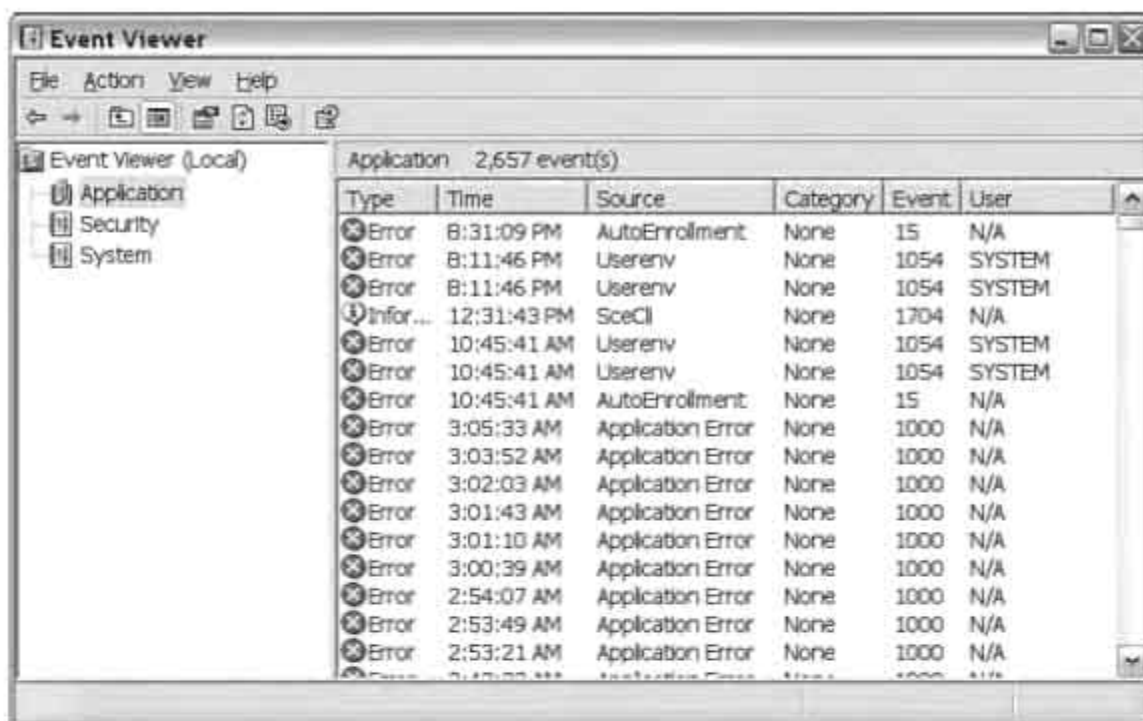 Event Viewer
File Action View Help
Event Viewer (Local)
Application
Security
System
Application 2,657 event(s)
Type Time Source Category Event User
Error 8:31:09 PM AutoEnrollment None 15 N/A
Error 8:11:46 PM Userenv None 1054 SYSTEM
Error 8:11:46 PM Userenv None 1054 SYSTEM
Infor... 12:31:43 PM SceCli None 1704 N/A
Error 10:45:41 AM Userenv None 1054 SYSTEM
Error 10:45:41 AM Userenv None 1054 SYSTEM
Error 10:45:41 AM AutoEnrollment None 15 N/A
Error 3:05:33 AM Application Error None 1000 N/A
Error 3:03:52 AM Application Error None 1000 N/A
Error 3:02:03 AM Application Error None 1000 N/A
Error 3:01:43 AM Application Error None 1000 N/A
Error 3:01:10 AM Application Error None 1000 N/A
Error 3:00:39 AM Application Error None 1000 N/A
Error 2:54:07 AM Application Error None 1000 N/A
Error 2:53:49 AM Application Error None 1000 N/A
Error 2:53:21 AM Application Error None 1000 N/A